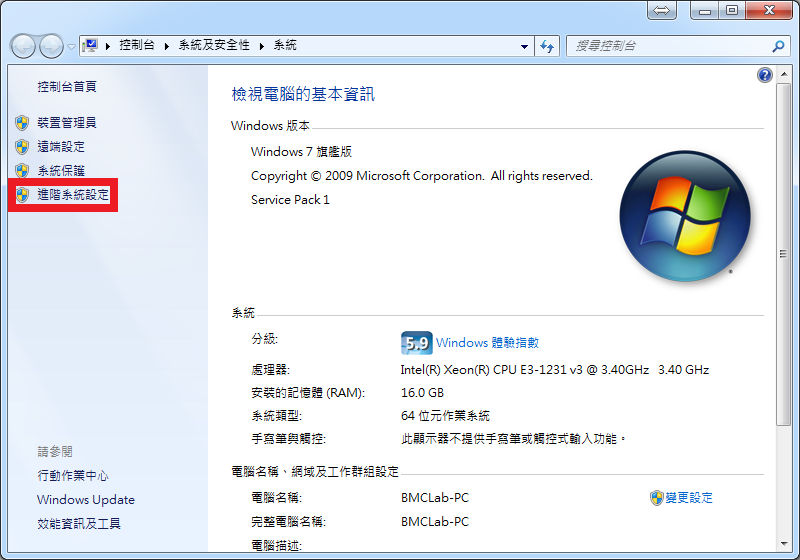 控制台 ▸ 系統及安全性 ▸ 系統
搜尋控制台
控制台首頁
裝置管理員
遠端設定
系統保護
進階系統設定
請參閱
行動作業中心
Windows Update
效能資訊及工具
檢視電腦的基本資訊
Windows 版本
Windows 7 旗艦版
Copyright © 2009 Microsoft Corporation. All rights reserved.
Service Pack 1
系統
分級: 5.9 Windows 體驗指數
處理器: Intel(R) Xeon(R) CPU E3-1231 v3 @ 3.40GHz 3.40 GHz
安裝的記憶體 (RAM): 16.0 GB
系統類型: 64 位元作業系統
手寫筆與觸控: 此顯示器不提供手寫筆或觸控式輸入功能。
電腦名稱、網域及工作群組設定
電腦名稱: BMCLab-PC 變更設定
完整電腦名稱: BMCLab-PC
電腦描述: